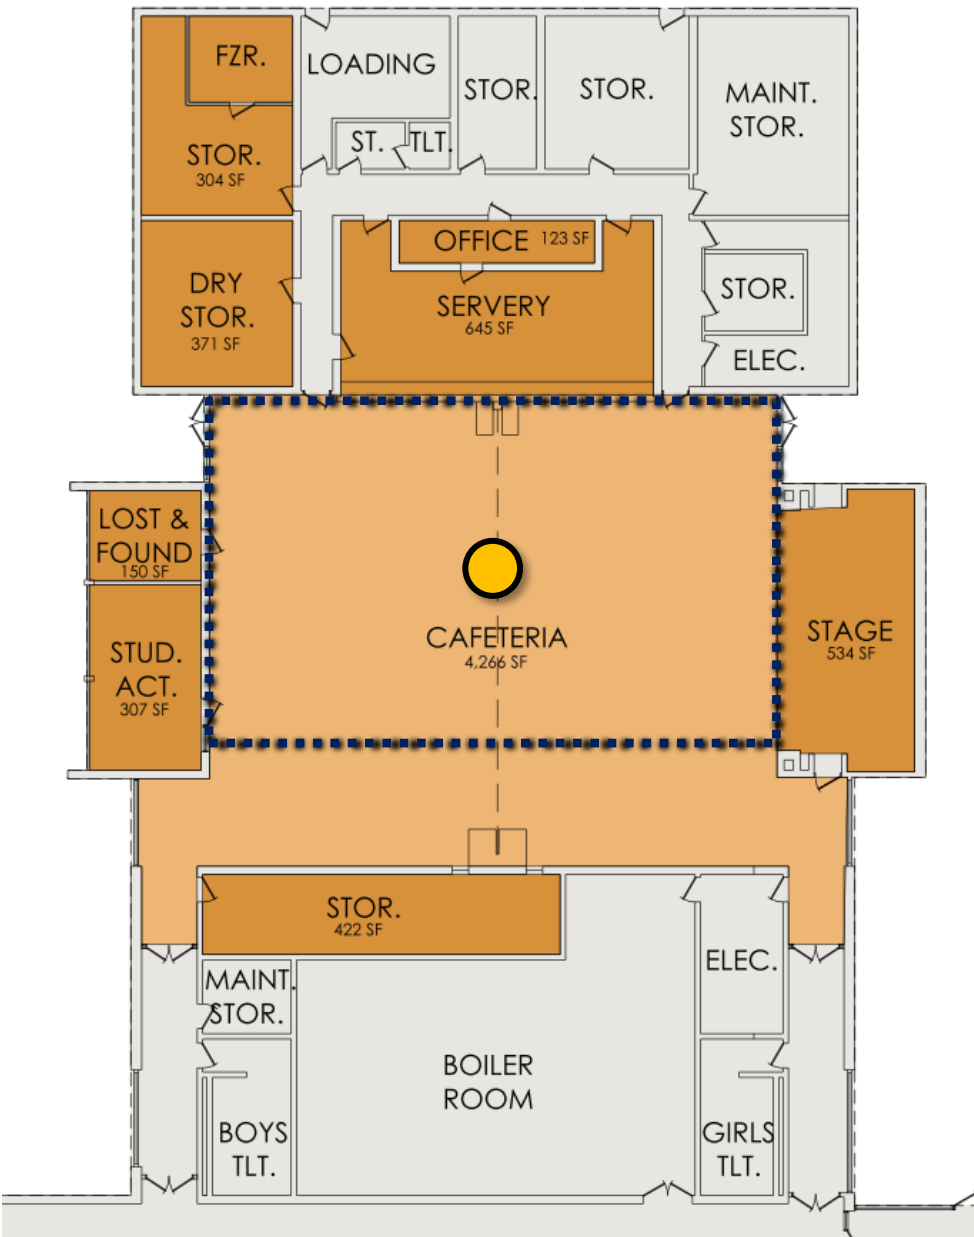 FZR.
LOADING
STOR.
STOR.
MAINT.
STOR.
ST.
TLT.
STOR.
304 SF
OFFICE 123 SF
DRY
STOR.
371 SF
SERVERY
645 SF
STOR.
ELEC.
LOST &
FOUND
150 SF
CAFETERIA
4,266 SF
STAGE
534 SF
STUD.
ACT.
307 SF
STOR.
422 SF
ELEC.
MAINT.
STOR.
BOILER
ROOM
BOYS
TLT.
GIRLS
TLT.